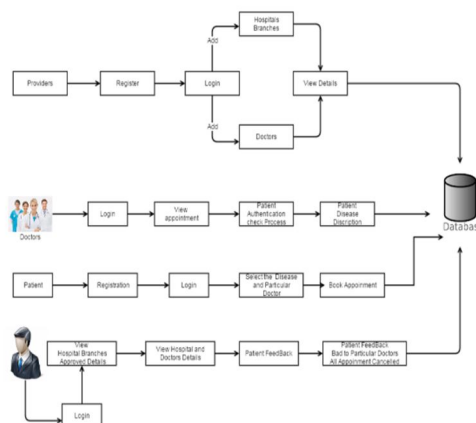 Hospitals
Branches
Add
Providers
Register
Login
View Details
Add
Doctors
Doctors
Login
View
appointment
Patient
Authentication
check Process
Patient
Disease
Discription
Databas
Patient
Registration
Login
Select the Disease
and Particular
Doctor
Book Appoinment
View
Hospital Branches
Approved Details
View Hospital and
Doctors Details
Patient FeedBack
Patient FeedBack
Bad to Particular Doctors
All Appoinment Cancelled
Login